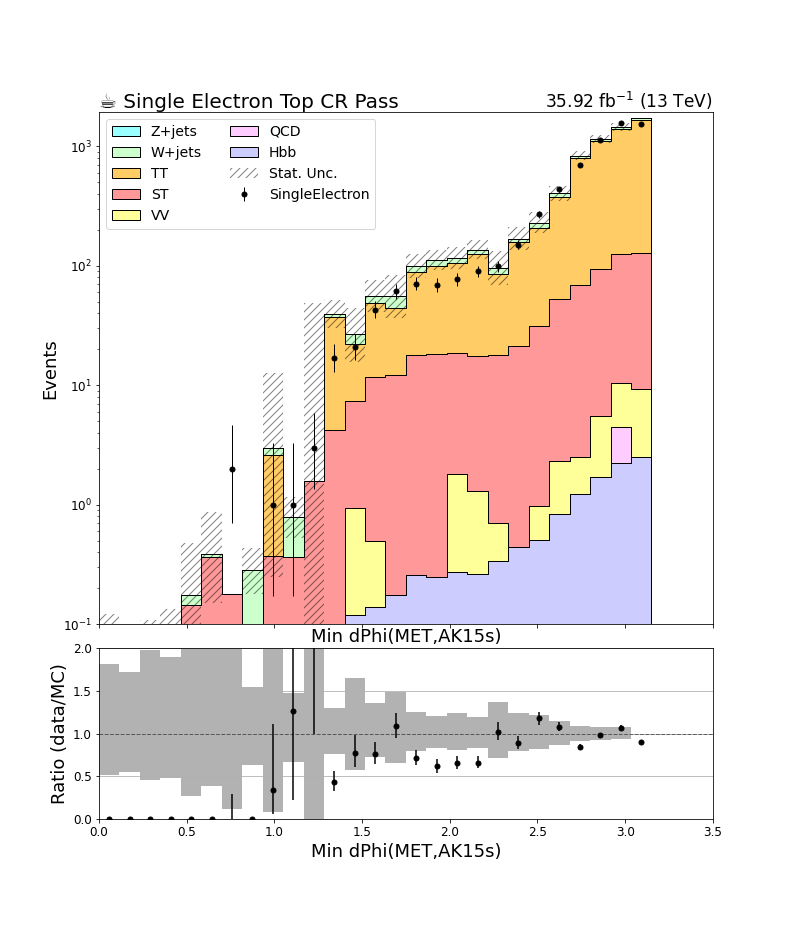 ☕ Single Electron Top CR Pass
35.92 fb⁻¹ (13 TeV)
Z+jets
W+jets
TT
ST
VV
QCD
Hbb
Stat. Unc.
SingleElectron
Events
10³
10²
10¹
10⁰
10⁻¹
Min dPhi(MET,AK15s)
Ratio (data/MC)
2.0
1.5
1.0
0.5
0.0
0.0 0.5 1.0 1.5 2.0 2.5 3.0 3.5
Min dPhi(MET,AK15s)